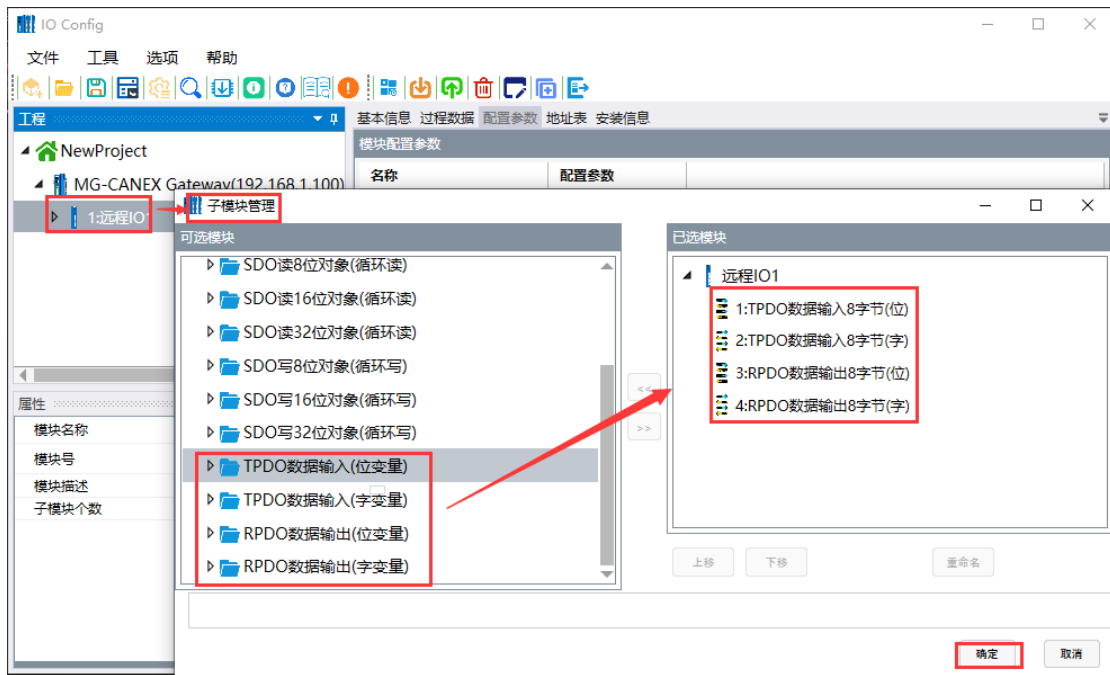 IO Config
文件 工具 选项 帮助
工程
基本信息 过程数据 配置参数 地址表 安装信息
NewProject
模块配置参数
MG-CANEX Gateway(192.168.1.100)
名称 配置参数
1:远程IO1
子模块管理
可选模块
已选模块
SDO读8位对象(循环读)
SDO读16位对象(循环读)
SDO读32位对象(循环读)
SDO写8位对象(循环写)
SDO写16位对象(循环写)
SDO写32位对象(循环写)
TPDO数据输入(位变量)
TPDO数据输入(字变量)
RPDO数据输出(位变量)
RPDO数据输出(字变量)
<<
>>
远程IO1
1:TPDO数据输入8字节(位)
2:TPDO数据输入8字节(字)
3:RPDO数据输出8字节(位)
4:RPDO数据输出8字节(字)
上移 下移 重命名
属性
模块名称
模块号
模块描述
子模块个数
确定 取消